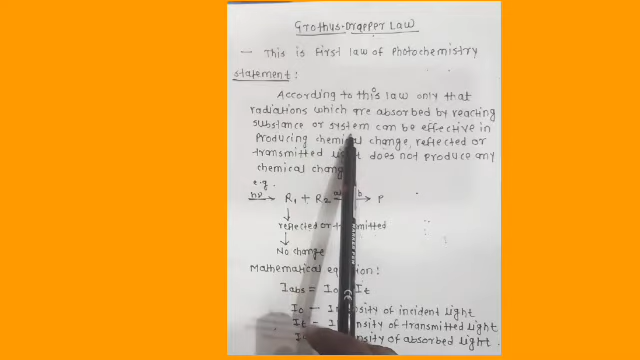 Grothus-Drapper Law
- This is First law of Photochemistry
statement:
According to this law only that
radiations which are absorbed by reacting
substance or system can be effective in
producing chemical change, reflected or
transmitted light does not produce any
chemical change
e.g.
hν → R1 + R2 → P
↓
reflected or transmitted
↓
No change
Mathematical equation:
Iabs = Io It
Io - Intensity of incident light
It - Intensity of transmitted light
Intensity of absorbed light.